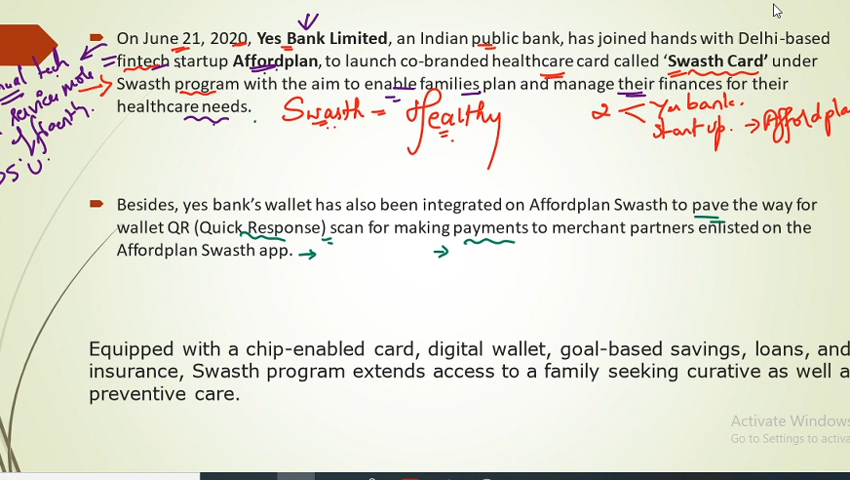 On June 21, 2020, Yes Bank Limited, an Indian public bank, has joined hands with Delhi-based
fintech startup Affordplan, to launch co-branded healthcare card called ‘Swasth Card’ under
Swasth program with the aim to enable families plan and manage their finances for their
healthcare needs.
Swasth = Healthy
2 < Yes bank.
Start up. → Affordpla
tech
service more
Besides, yes bank's wallet has also been integrated on Affordplan Swasth to pave the way for
wallet QR (Quick Response) scan for making payments to merchant partners enlisted on the
Affordplan Swasth app.
Equipped with a chip-enabled card, digital wallet, goal-based savings, loans, and
insurance, Swasth program extends access to a family seeking curative as well a
preventive care.
Activate Windows
Go to Settings to activa